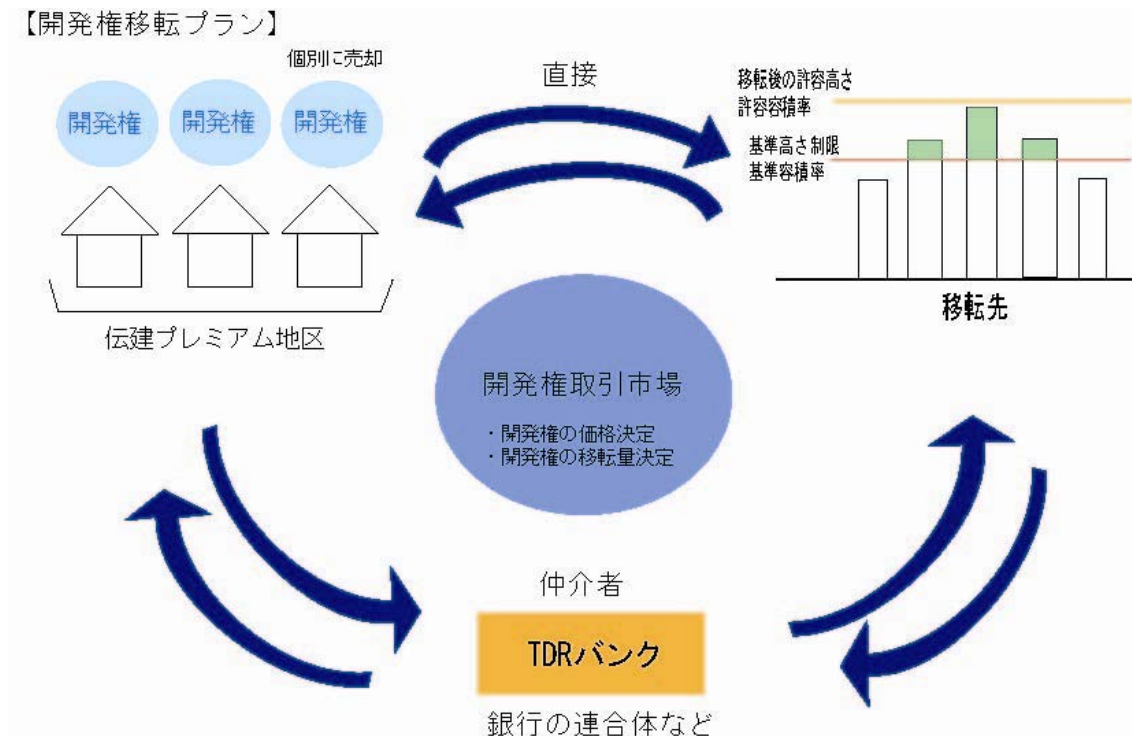 【開発権移転プラン】
個別に売却
開発権
開発権
開発権
伝建プレミアム地区
直接
移転後の許容高さ
許容容積率
基準高さ制限
基準容積率
移転先
開発権取引市場
・開発権の価格決定
・開発権の移転量決定
仲介者
TDRバンク
銀行の連合体など